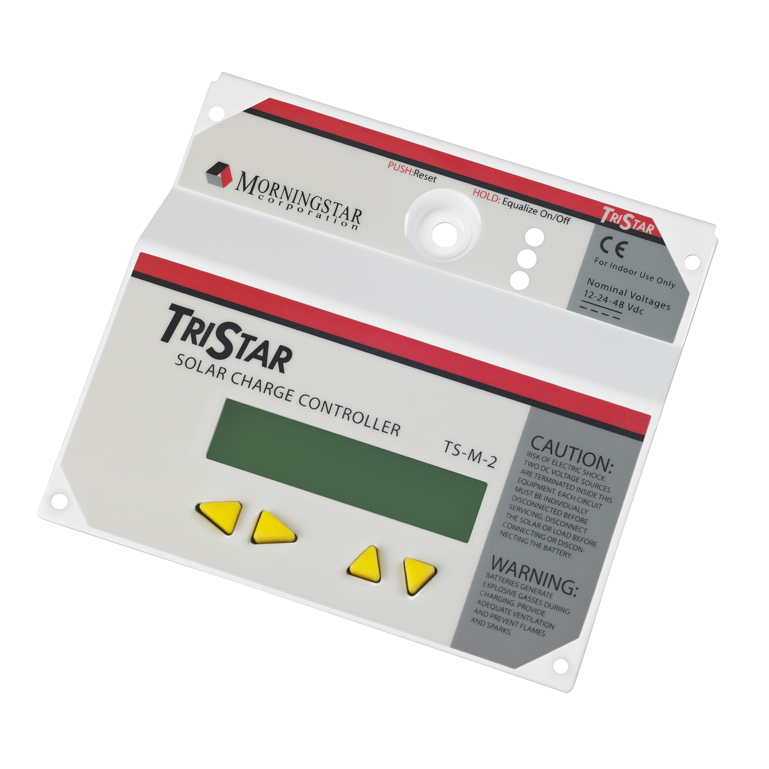 PUSH:Reset
HOLD: Equalize On/Off
TRISTAR
MORNINGSTAR
corporation
CE
For Indoor Use Only
Nominal Voltages
12-24-48 Vdc
TRISTAR
SOLAR CHARGE CONTROLLER
TS-M-2
CAUTION:
RISK OF ELECTRIC SHOCK
TWO DC VOLTAGE SOURCES
ARE TERMINATED INSIDE THIS
EQUIPMENT. EACH CIRCUIT
MUST BE INDIVIDUALLY
DISCONNECTED BEFORE
SERVICING. DISCONNECT
THE SOLAR OR LOAD BEFORE
CONNECTING OR DISCON-
NECTING THE BATTERY.
WARNING:
BATTERIES GENERATE
EXPLOSIVE GASSES DURING
CHARGING. PROVIDE
ADEQUATE VENTILATION
AND PREVENT FLAMES
AND SPARKS.